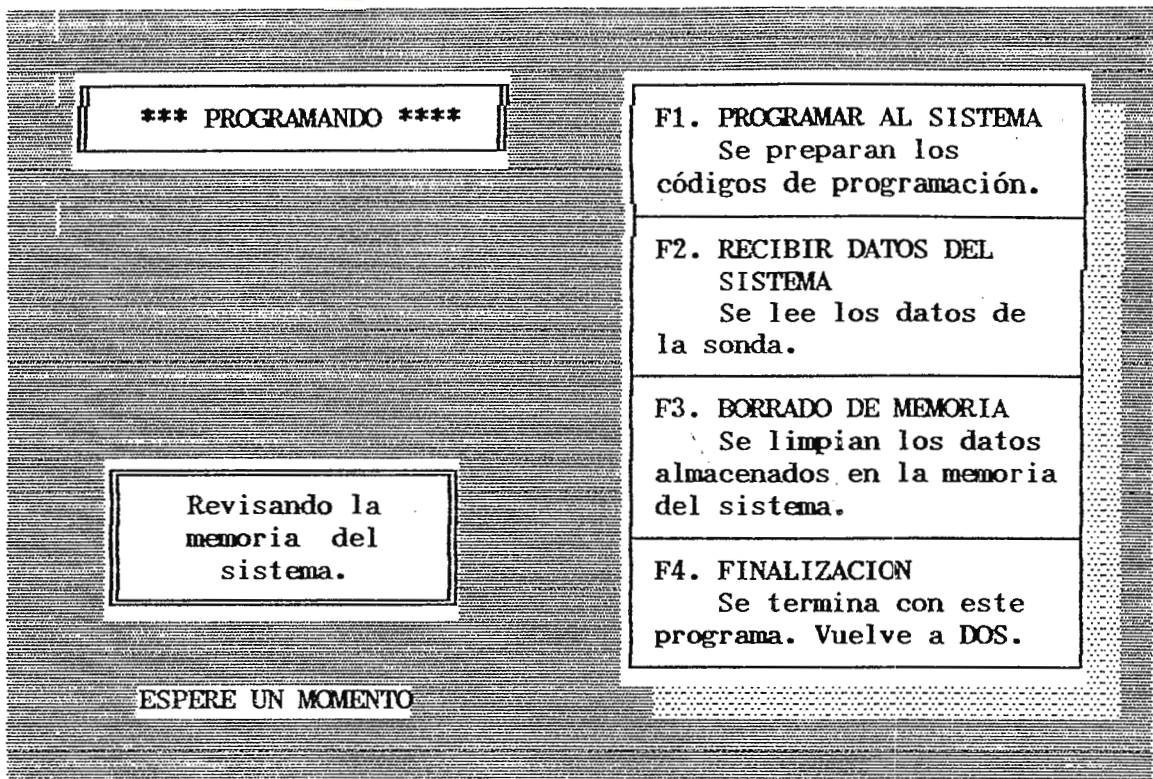 *** PROGRAMANDO ****
F1. PROGRAMAR AL SISTEMA
Se preparan los
códigos de programación.
F2. RECIBIR DATOS DEL
SISTEMA
Se lee los datos de
la sonda.
F3. BORRADO DE MEMORIA
Se limpian los datos
almacenados en la memoria
del sistema.
F4. FINALIZACION
Se termina con este
programa. Vuelve a DOS.
Revisando la
memoria del
sistema.
ESPERE UN MOMENTO